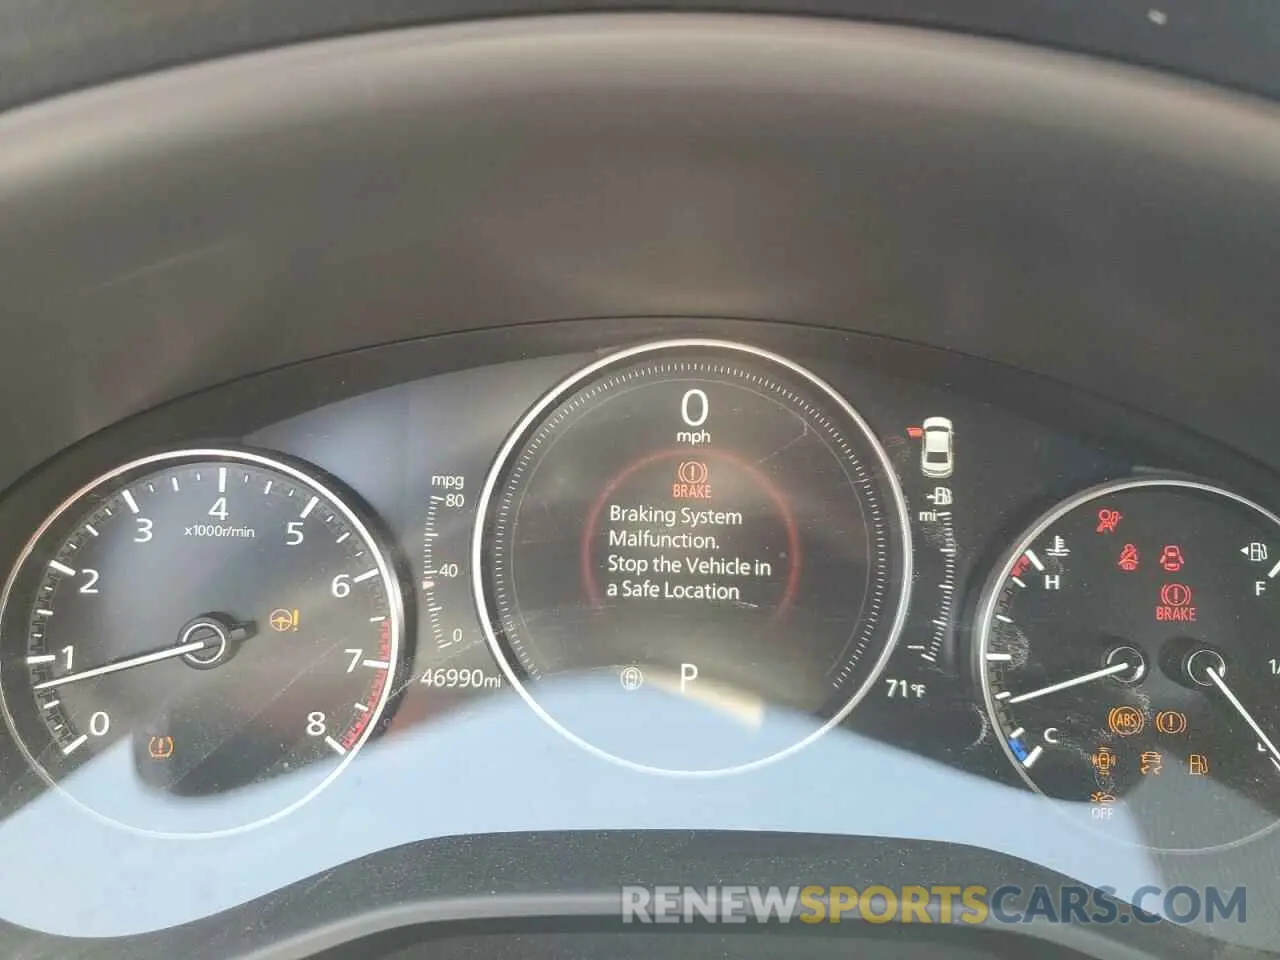 0
mph
BRAKE
Braking System
Malfunction.
Stop the Vehicle in
a Safe Location
P
mpg
80
40
0
46990mi
mi
71°F
0
1
2
3
4
5
6
7
8
x1000r/min
H
C
F
BRAKE
ABS
OFF
RENEWSPORTSCARS.COM